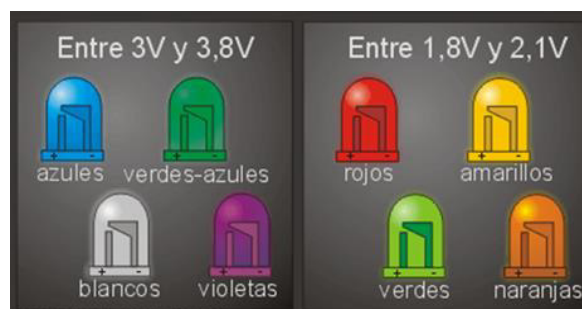 Entre 3V y 3,8V
azules
verdes-azules
blancos
violetas
Entre 1,8V y 2,1V
rojos
amarillos
verdes
naranjas